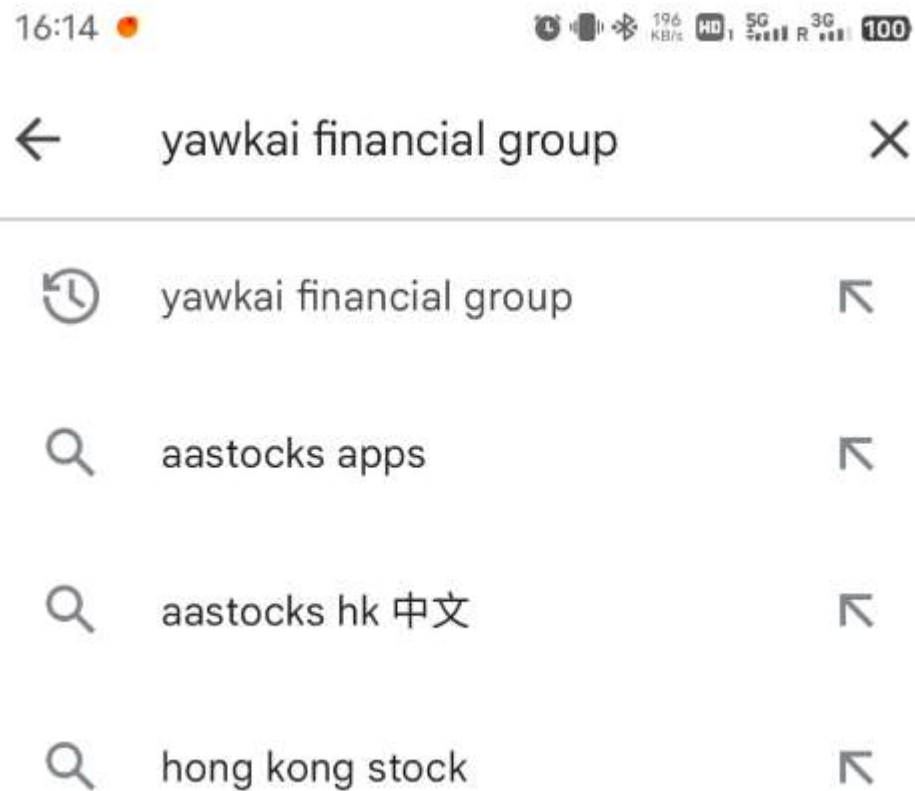 16:14 196 KB/s HD 1 5G R 3G 100
yawkai financial group
yawkai financial group
aastocks apps
aastocks hk 中文
hong kong stock